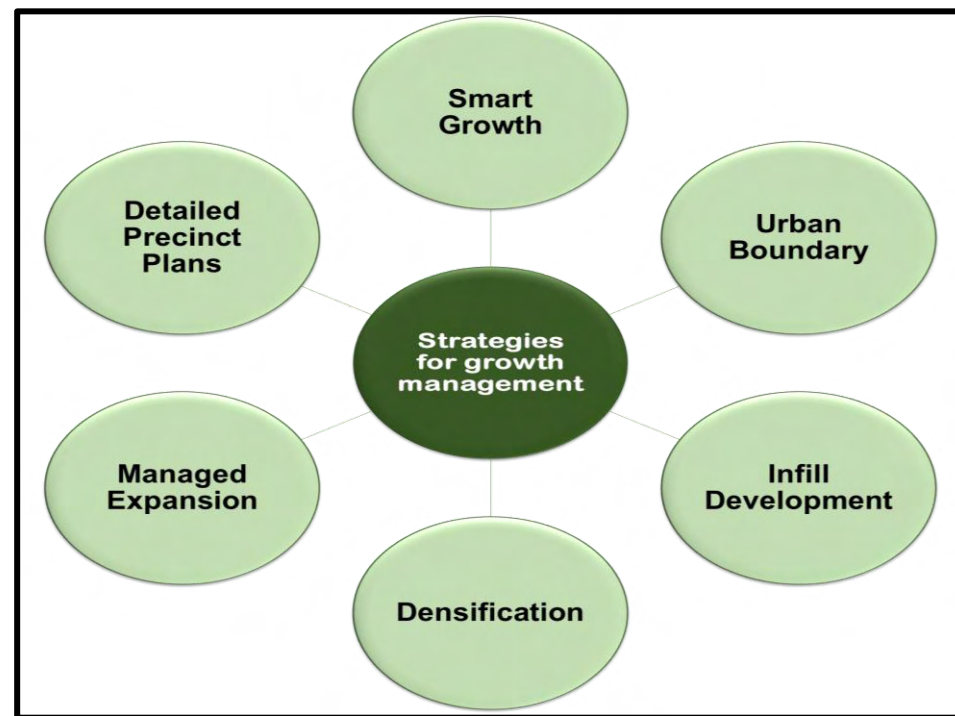 Smart
Growth
Detailed
Precinct
Plans
Urban
Boundary
Strategies
for growth
management
Managed
Expansion
Infill
Development
Densification